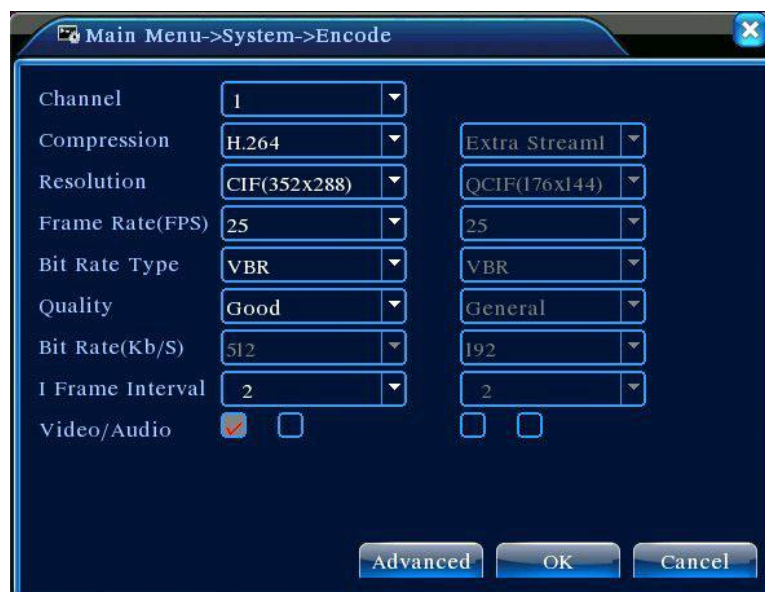 Main Menu->System->Encode
Channel 1
Compression H.264 Extra Stream1
Resolution CIF(352x288) QCIF(176x144)
Frame Rate(FPS) 25 25
Bit Rate Type VBR VBR
Quality Good General
Bit Rate(Kb/S) 512 192
I Frame Interval 2 2
Video/Audio
Advanced OK Cancel